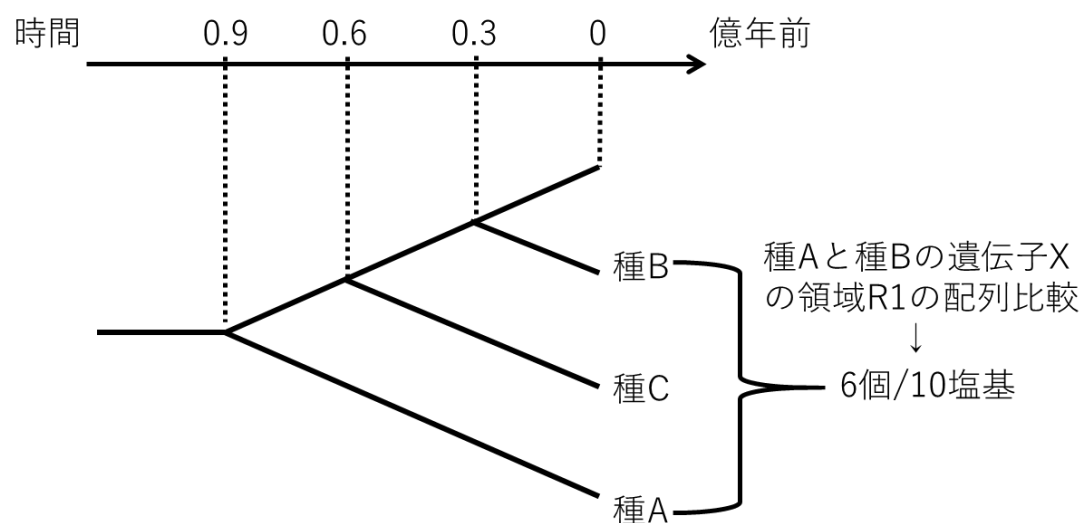 時間 0.9 0.6 0.3 0 億年前
種B
種Aと種Bの遺伝子X
の領域R1の配列比較
↓
6個/10塩基
種C
種A